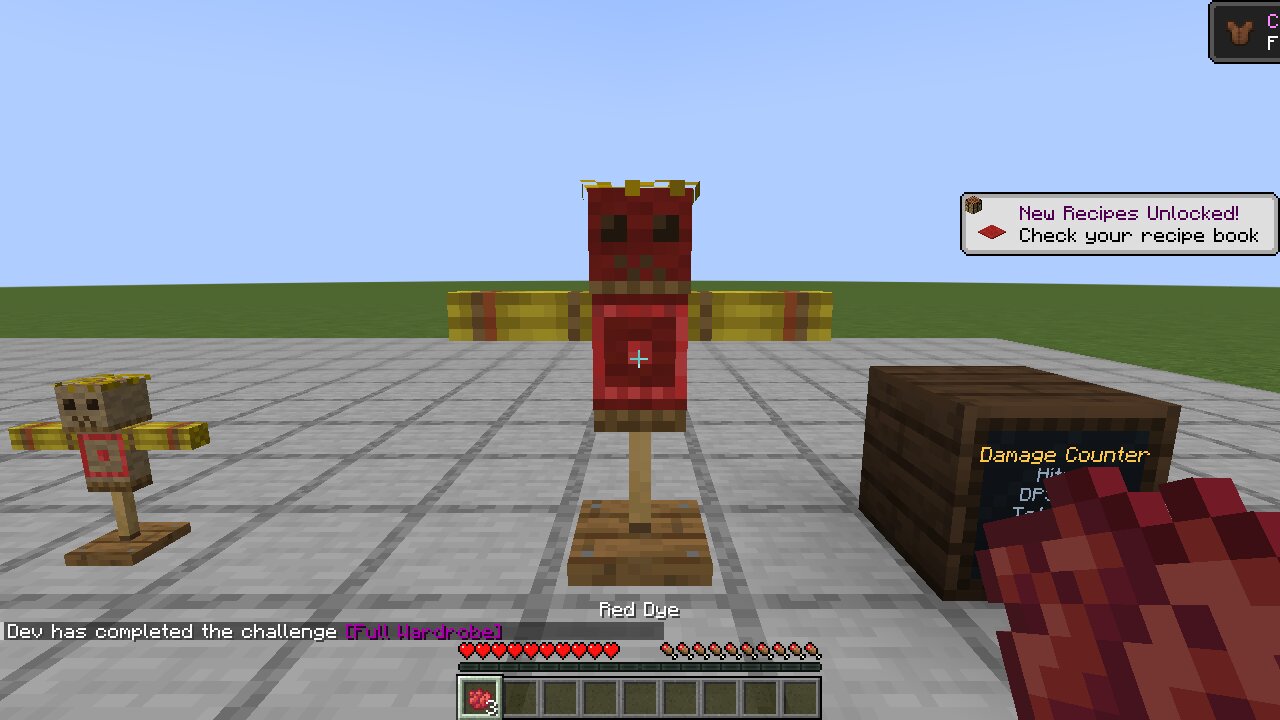 C
F
New Recipes Unlocked!
Check your recipe book
Damage Counter
Red Dye
Dev has completed the challenge [Full Wardrobe]
3